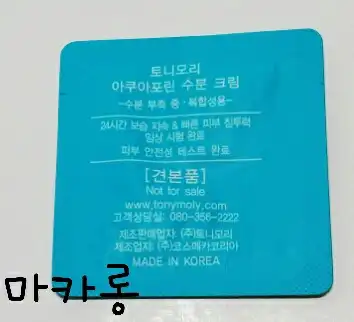 토니모리
아쿠아포린 수분 크림
-수분 부족 중·복합성용-
24시간 보습 지속 & 빠른 피부 침투력
임상 시험 완료
피부 안전성 테스트 완료
[견본품]
Not for sale
www.tonymoly.com
고객상담실: 080-356-2222
제조판매업자: (주)토니모리
제조업자: (주)코스메카코리아
MADE IN KOREA
마카롱